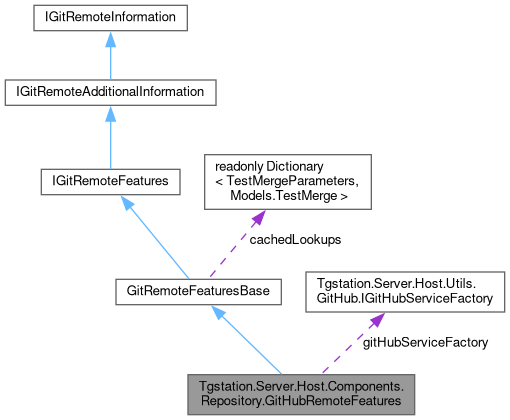 IGitRemoteInformation
IGitRemoteAdditionalInformation
IGitRemoteFeatures
readonly Dictionary
< TestMergeParameters,
Models.TestMerge >
cachedLookups
GitRemoteFeaturesBase
Tgstation.Server.Host.Utils.
GitHub.IGitHubServiceFactory
gitHubServiceFactory
Tgstation.Server.Host.Components.
Repository.GitHubRemoteFeatures